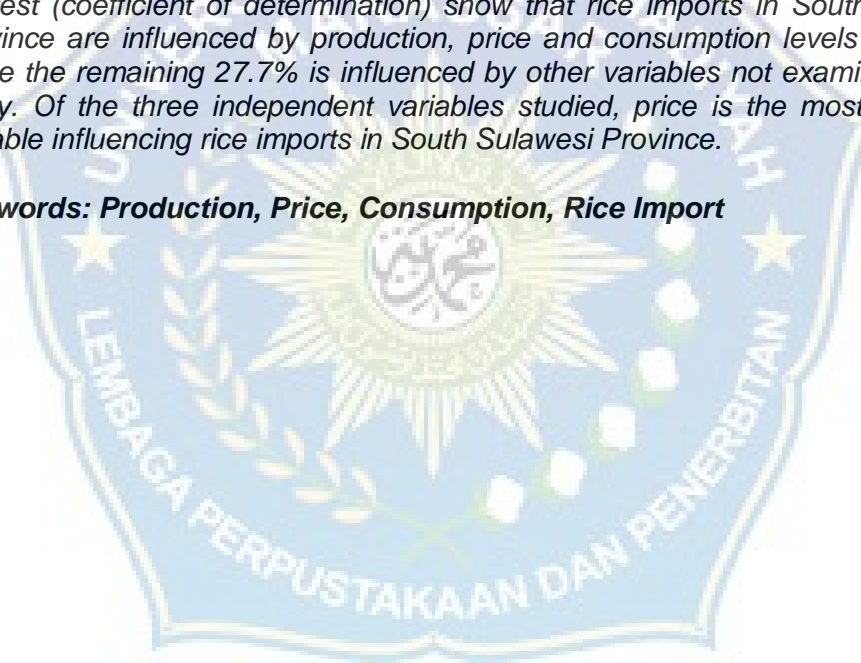 est (coefficient of determination) show that rice imports in South
vince are influenced by production, price and consumption levels
e the remaining 27.7% is influenced by other variables not exami
y. Of the three independent variables studied, price is the most
able influencing rice imports in South Sulawesi Province.
words: Production, Price, Consumption, Rice Import
LEMBAGA PERPUSTAKAAN DAN PENERBITAN